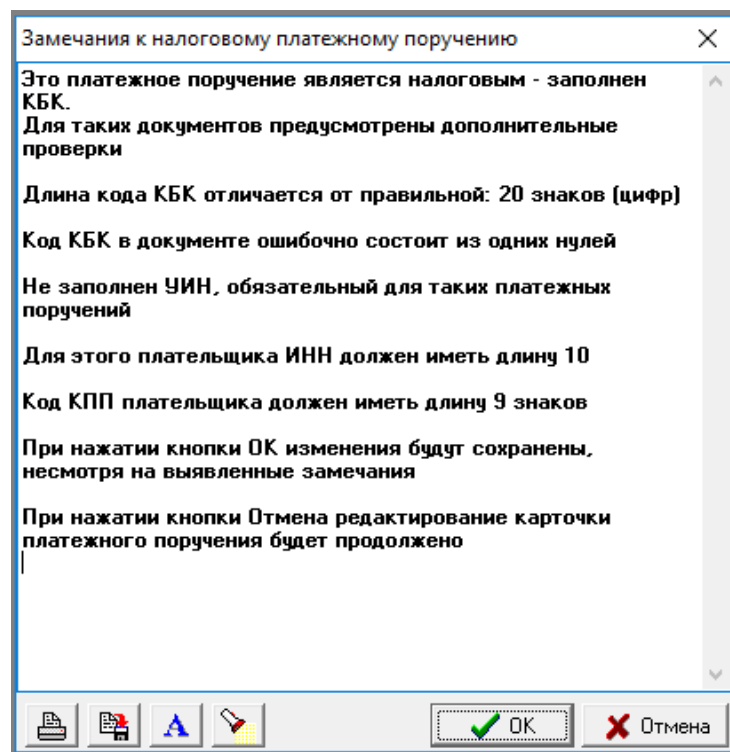 Замечания к налоговому платежному поручению
Это платежное поручение является налоговым - заполнен
КБК.
Для таких документов предусмотрены дополнительные
проверки
Длина кода КБК отличается от правильной: 20 знаков (цифр)
Код КБК в документе ошибочно состоит из одних нулей
Не заполнен УИН, обязательный для таких платежных
поручений
Для этого плательщика ИНН должен иметь длину 10
Код КПП плательщика должен иметь длину 9 знаков
При нажатии кнопки ОК изменения будут сохранены,
несмотря на выявленные замечания
При нажатии кнопки Отмена редактирование карточки
платежного поручения будет продолжено
A
OK
Отмена